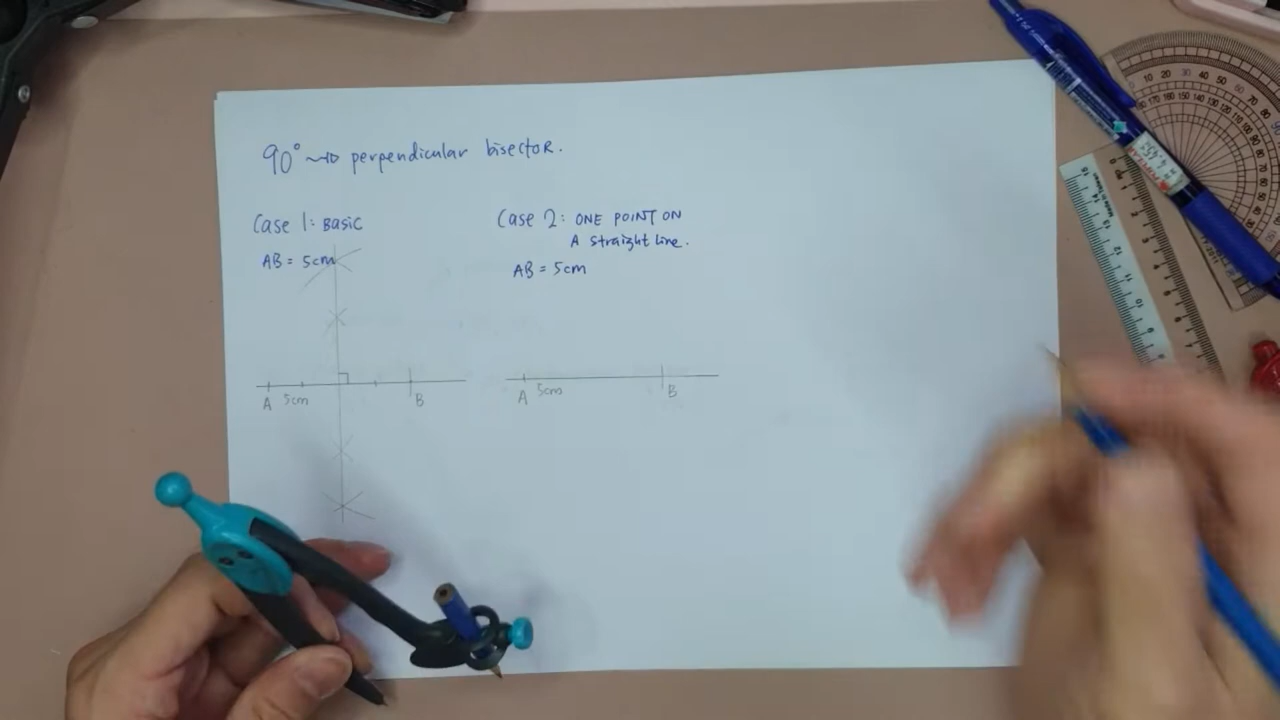 90° → perpendicular bisector.
Case 1: BASIC
AB = 5cm
A 5cm B
Case 2: ONE POINT ON
A straight line.
AB = 5cm
A 5cm B